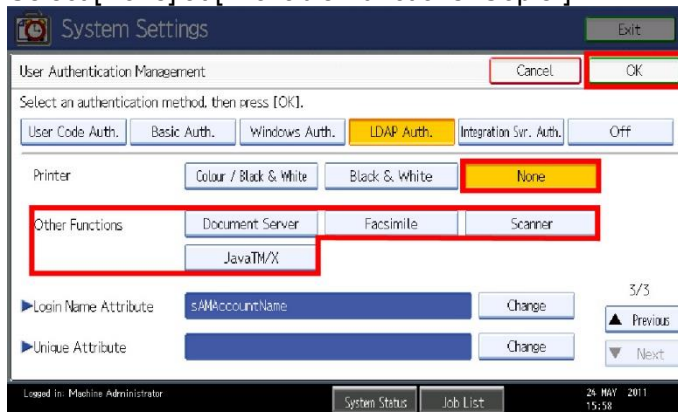 System Settings
Exit
User Authentication Management
Cancel
OK
Select an authentication method, then press [OK].
User Code Auth.
Basic Auth.
Windows Auth.
LDAP Auth.
Integration Svr. Auth.
Off
Printer
Colour / Black & White
Black & White
None
Other Functions
Document Server
Facsimile
Scanner
JavaTM/X
3/3
▶Login Name Attribute
sAMAccountName
Change
▲ Previous
▶Unique Attribute
Change
▼ Next
Logged in: Machine Administrator
System Status
Job List
24 MAY 2011
15:58